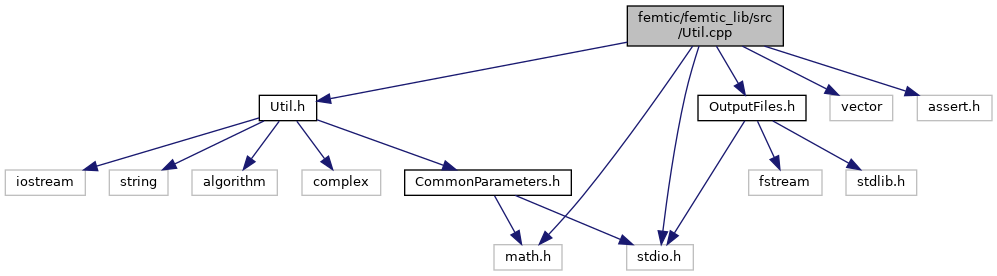 femtic/femtic_lib/src
/Util.cpp
Util.h
OutputFiles.h
vector
assert.h
iostream
string
algorithm
complex
CommonParameters.h
fstream
stdlib.h
math.h
stdio.h